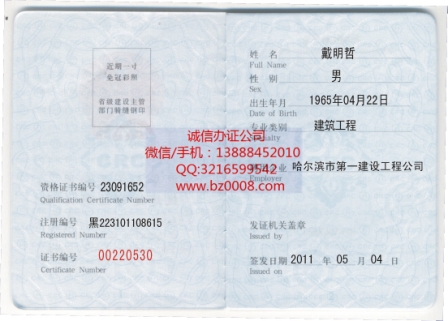 近期一寸
免冠彩照
省级建设主管
部门骑缝钢印
资格证书编号 23091652
Qualification Certificate Number
注册编号 黑223101108615
Registered Number
证书编号 00220530
Certificate Number
姓名 戴明哲
Full Name
性别 男
Sex
出生年月 1965年04月22日
Date of Birth
专业类别 建筑工程
企业 哈尔滨市第一建设工程公司
Employer
发证机关盖章
Issued by
签发日期 2011 年 05 月 04 日
Issued on
诚信办证公司
微信/手机：13888452010
QQ:3216599542
www.bz0008.com